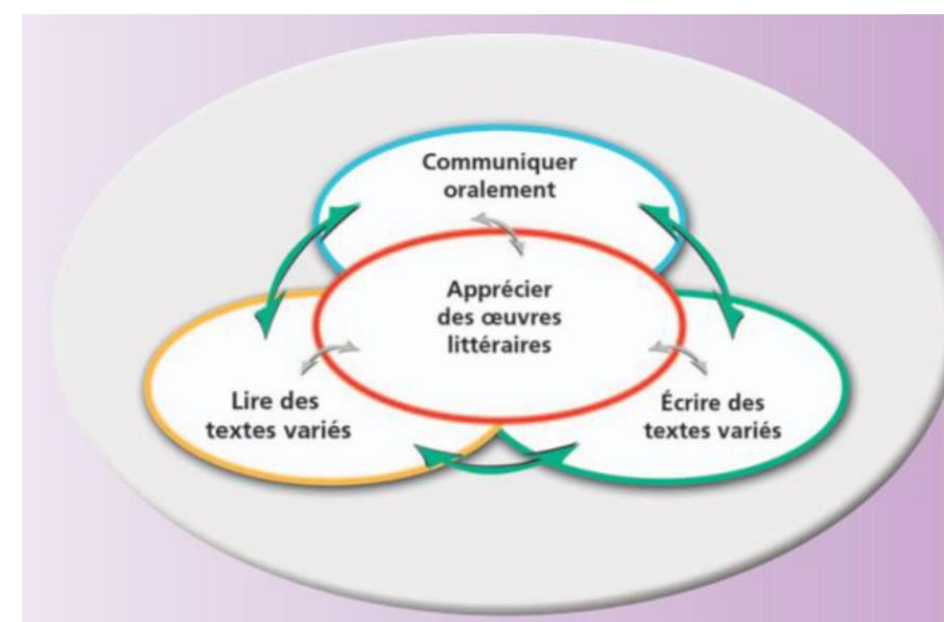 Communiquer
oralement
Apprécier
des œuvres
littéraires
Lire des
textes variés
Écrire des
textes variés